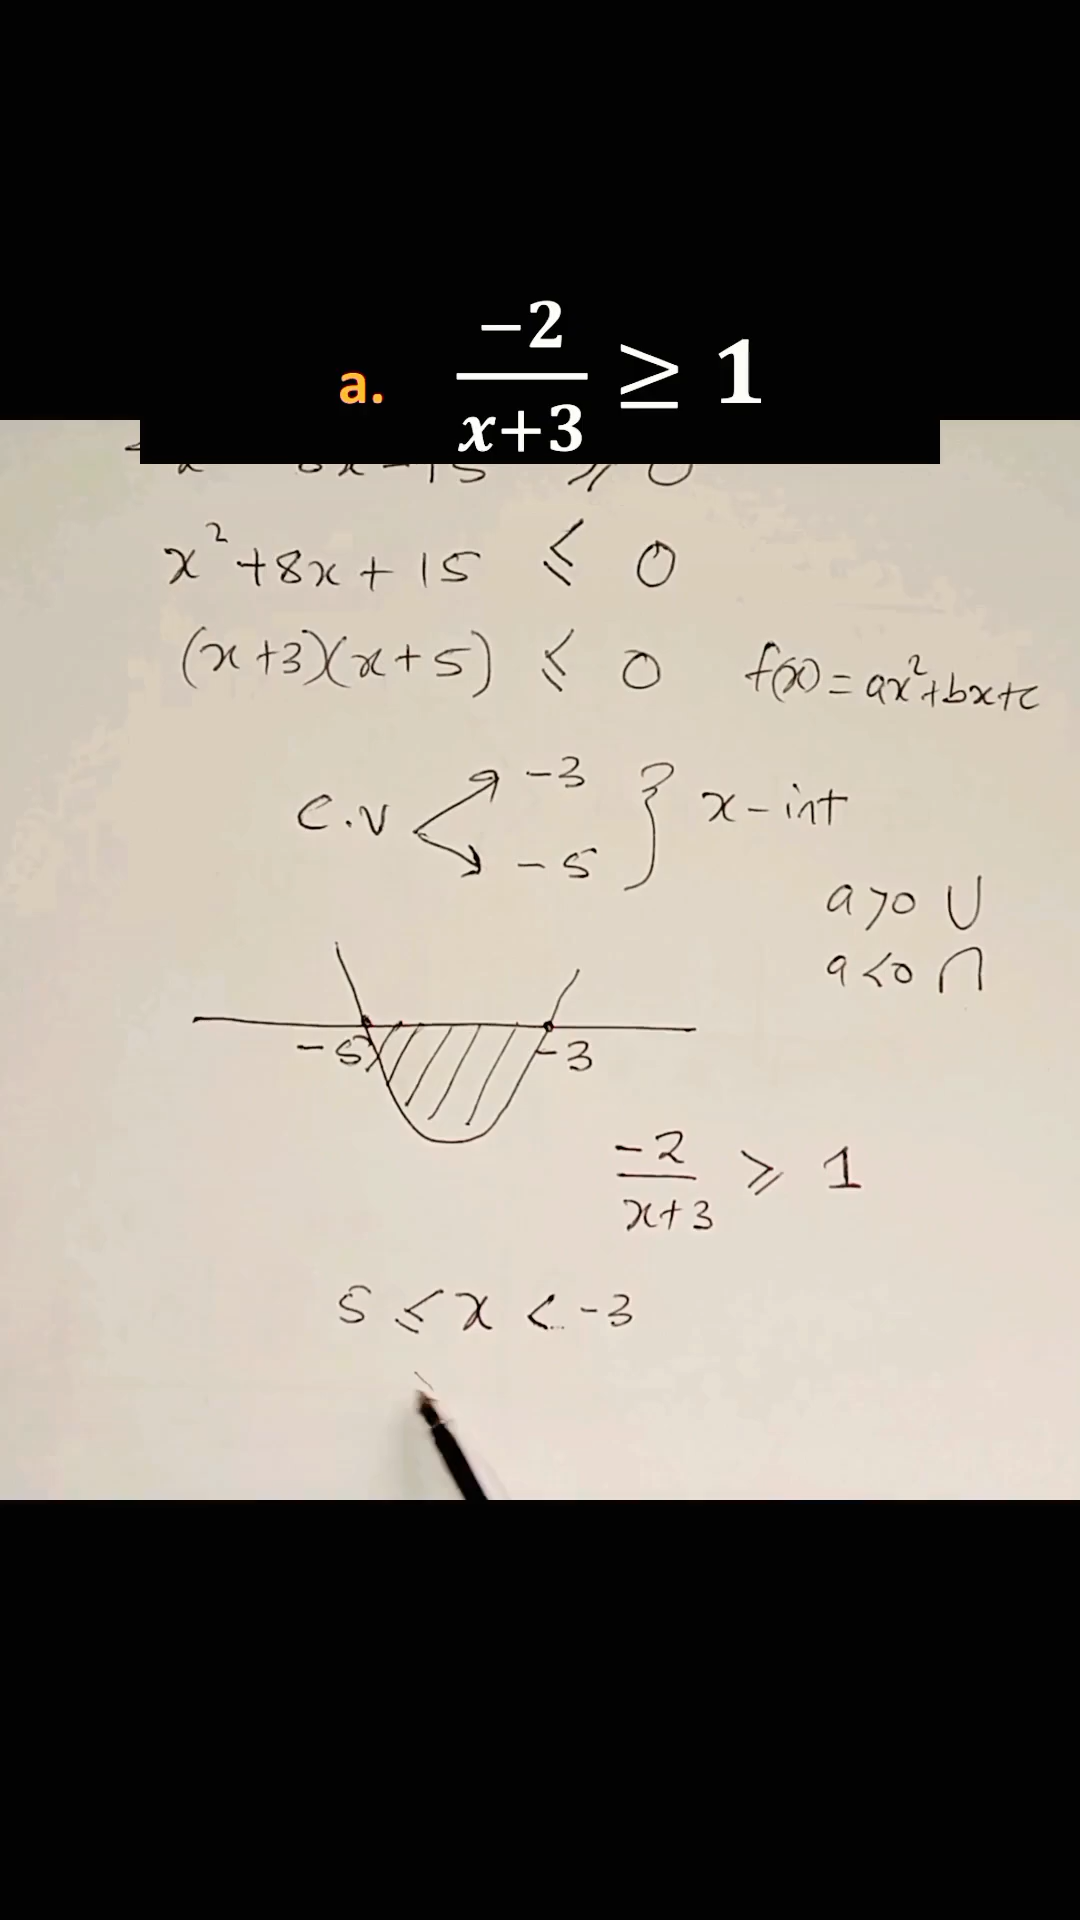 a. −2/x+3 ≥ 1
x² + 8x + 15 ⩽ 0
(x+3)(x+5) ⩽ 0
f(x) = ax²+bx+c
C.V
-3
-5
x-int
a>0 ∪
a<0 ∩
-5
-3
-2/x+3 ⩾ 1
5 ≤ x < -3